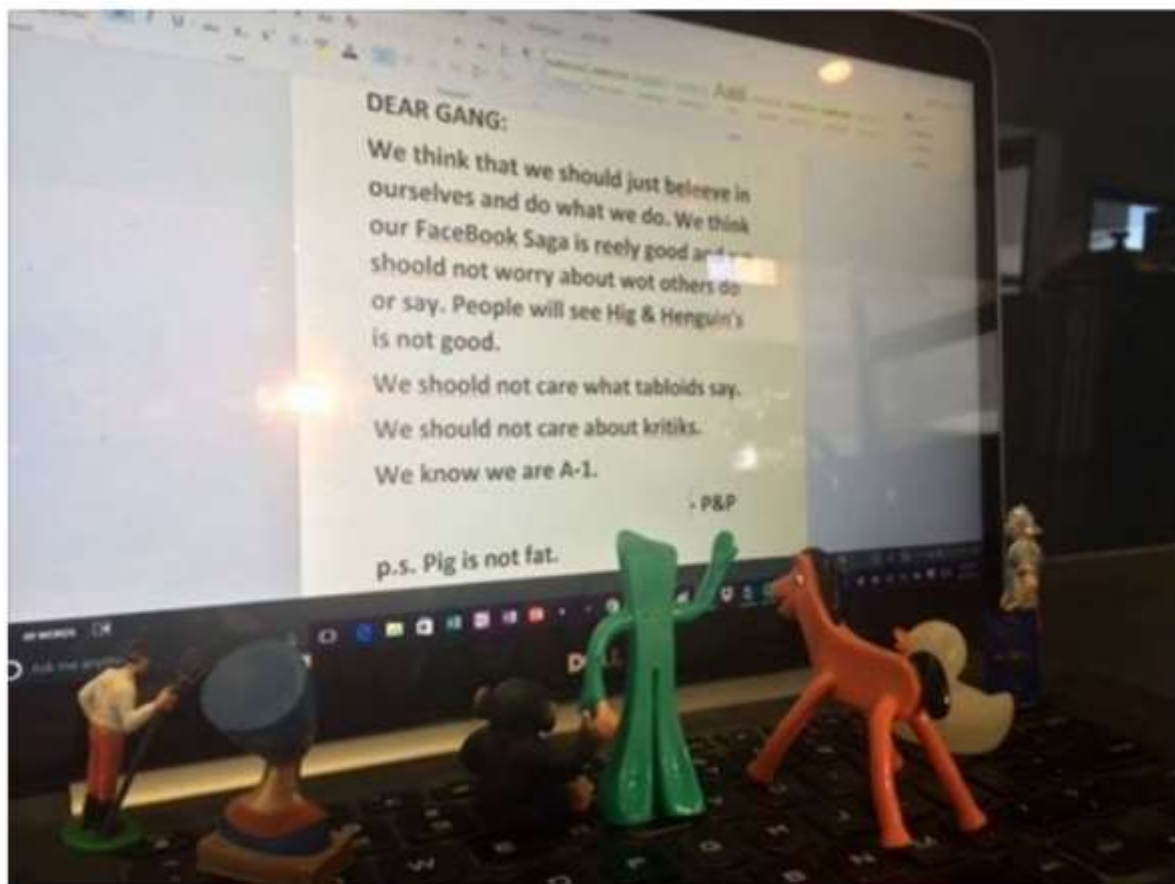 DEAR GANG:
We think that we should just beleeve in
ourselves and do what we do. We think
our FaceBook Saga is reely good and
shoold not worry about wot others do
or say. People will see Hig & Henguin's
is not good.
We shoold not care what tabloids say.
We should not care about kritiks.
We know we are A-1.
- P&P
p.s. Pig is not fat.
Ask me anything